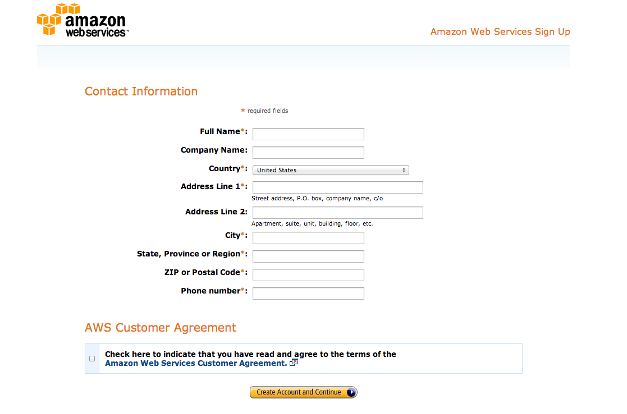 amazon
webservices™
Amazon Web Services Sign Up
Contact Information
* required fields
Full Name*:
Company Name:
Country*: United States
Address Line 1*:
Street address, P.O. box, company name, c/o
Address Line 2:
Apartment, suite, unit, building, floor, etc.
City*:
State, Province or Region*:
ZIP or Postal Code*:
Phone number*:
AWS Customer Agreement
Check here to indicate that you have read and agree to the terms of the
Amazon Web Services Customer Agreement.
Create Account and Continue